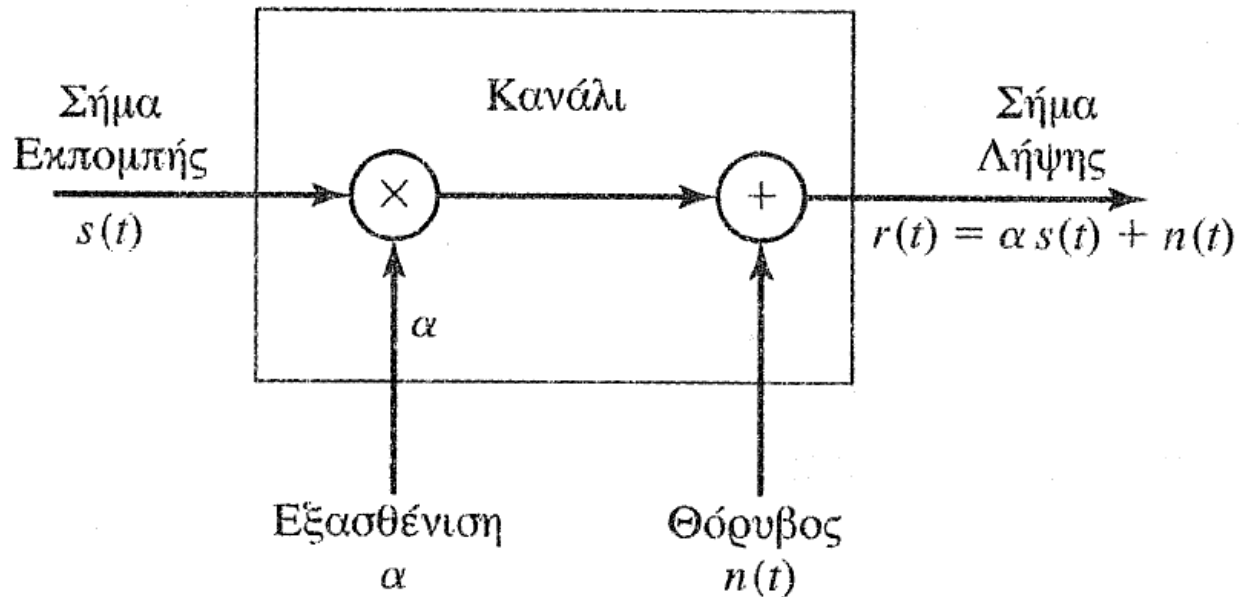 Κανάλι
Σήμα
Εκπομπής
s(t)
×
+
Σήμα
Λήψης
r(t) = α s(t) + n(t)
α
Εξασθένιση
α
Θόρυβος
n(t)